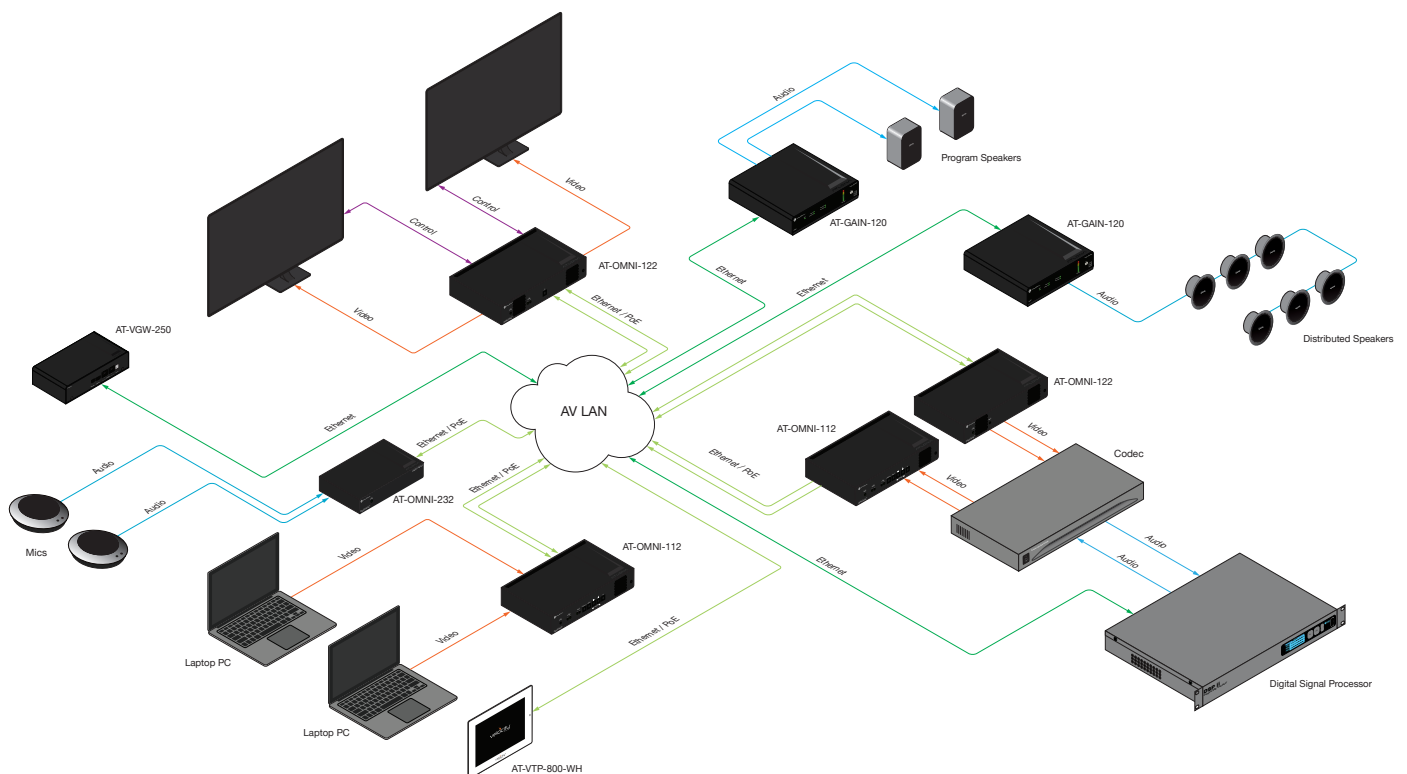 Audio
Program Speakers
Video
Control
Control
AT-GAIN-120
AT-GAIN-120
AT-OMNI-122
Ethernet
Ethernet
Ethernet / PoE
Video
Audio
Distributed Speakers
AT-VGW-250
AT-OMNI-122
AV LAN
AT-OMNI-112
Ethernet
Ethernet / PoE
Video
Codec
Ethernet / PoE
Video
Audio
AT-OMNI-232
Ethernet / PoE
Audio
Mics
Video
AT-OMNI-112
Ethernet
Audio
Audio
Video
Ethernet / PoE
Laptop PC
Digital Signal Processor
DSP II
Laptop PC
velocity
AT-VTP-800-WH